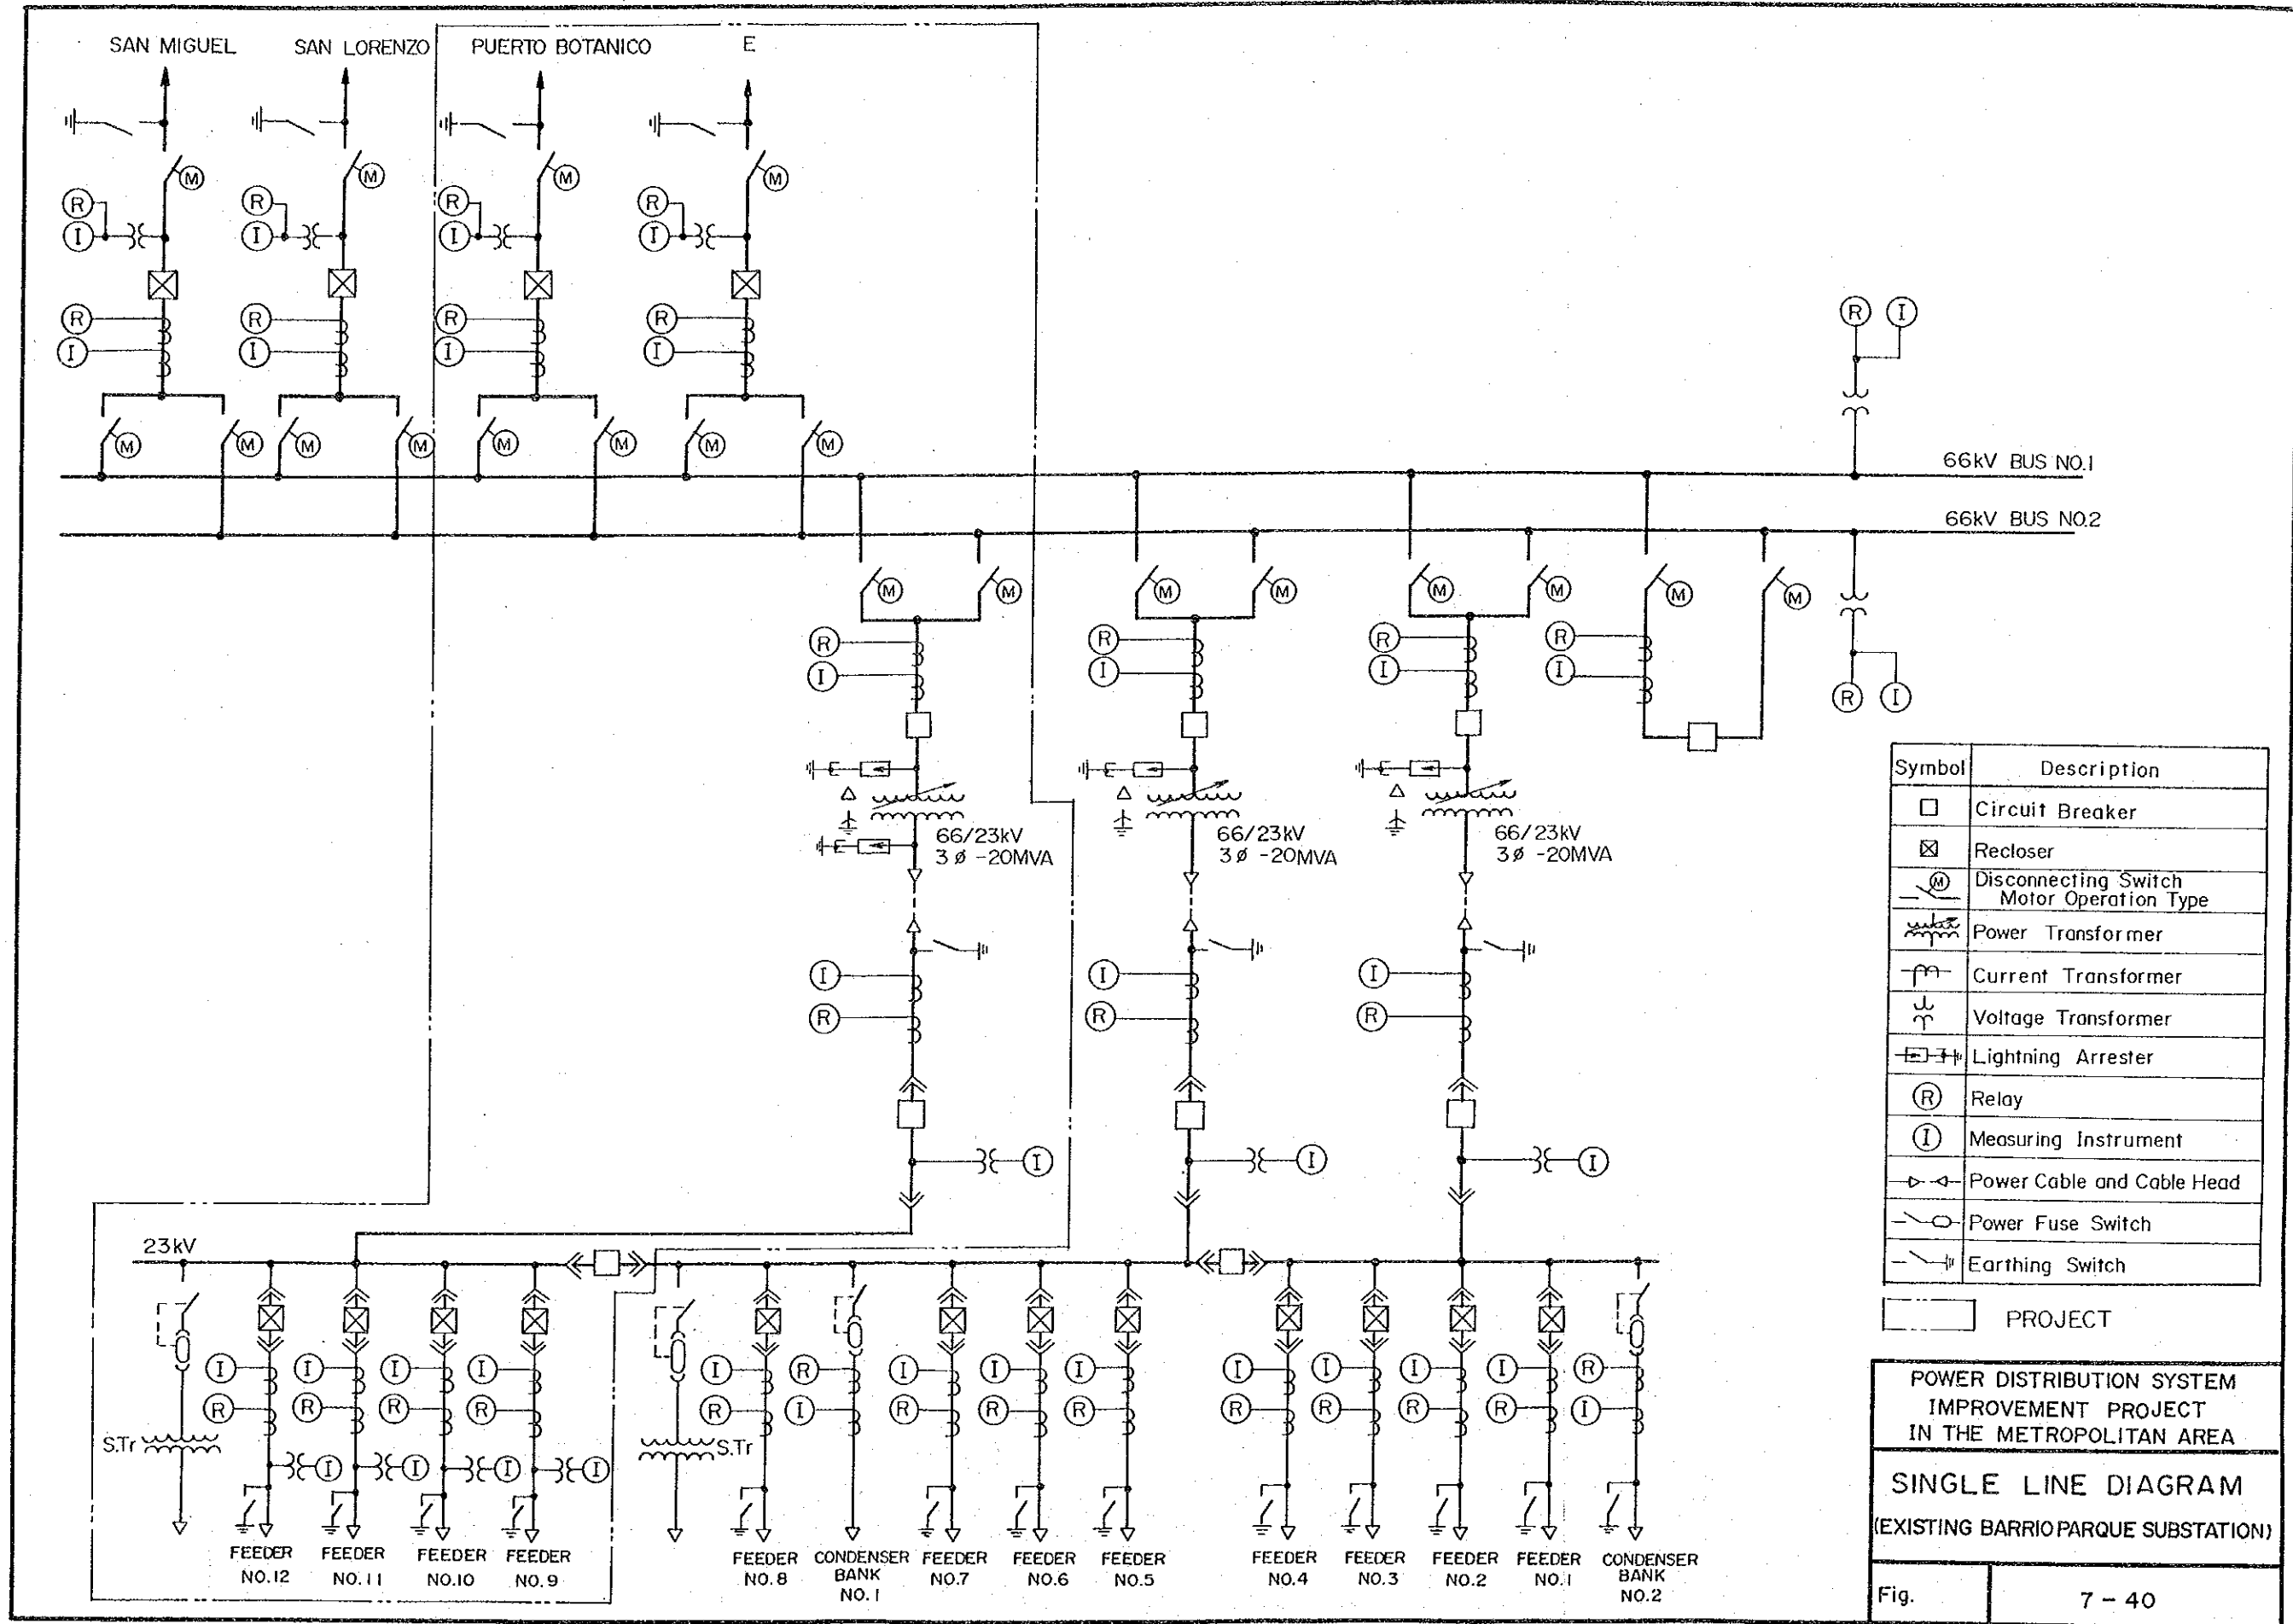 SAN MIGUEL
SAN LORENZO
PUERTO BOTANICO
E
M
M
M
M
R
R
R
R
I
I
I
I
R
R
R
R
I
I
I
I
R I
M
M
M
M
M
M
M
M
66kV BUS NO.1
66kV BUS NO.2
M
M
M
M
M
M
M
M
R
R
R
R
I
I
I
I
R I
66/23kV
3ø -20MVA
66/23kV
3ø -20MVA
66/23kV
3ø -20MVA
I
I
I
R
R
R
I
I
I
23kV
I
I
I
I
I
R
I
I
I
I
I
I
I
R
R
R
R
R
R
I
R
R
R
R
R
R
R
I
S.Tr
I
I
I
I
S.Tr
FEEDER
NO.12
FEEDER
NO.11
FEEDER
NO.10
FEEDER
NO.9
FEEDER
NO.8
CONDENSER
BANK
NO.1
FEEDER
NO.7
FEEDER
NO.6
FEEDER
NO.5
FEEDER
NO.4
FEEDER
NO.3
FEEDER
NO.2
FEEDER
NO.1
CONDENSER
BANK
NO.2
Symbol Description
Circuit Breaker
Recloser
M Disconnecting Switch
Motor Operation Type
Power Transformer
Current Transformer
Voltage Transformer
Lightning Arrester
R Relay
I Measuring Instrument
Power Cable and Cable Head
Power Fuse Switch
Earthing Switch
PROJECT
POWER DISTRIBUTION SYSTEM
IMPROVEMENT PROJECT
IN THE METROPOLITAN AREA
SINGLE LINE DIAGRAM
(EXISTING BARRIO PARQUE SUBSTATION)
Fig. 7-40